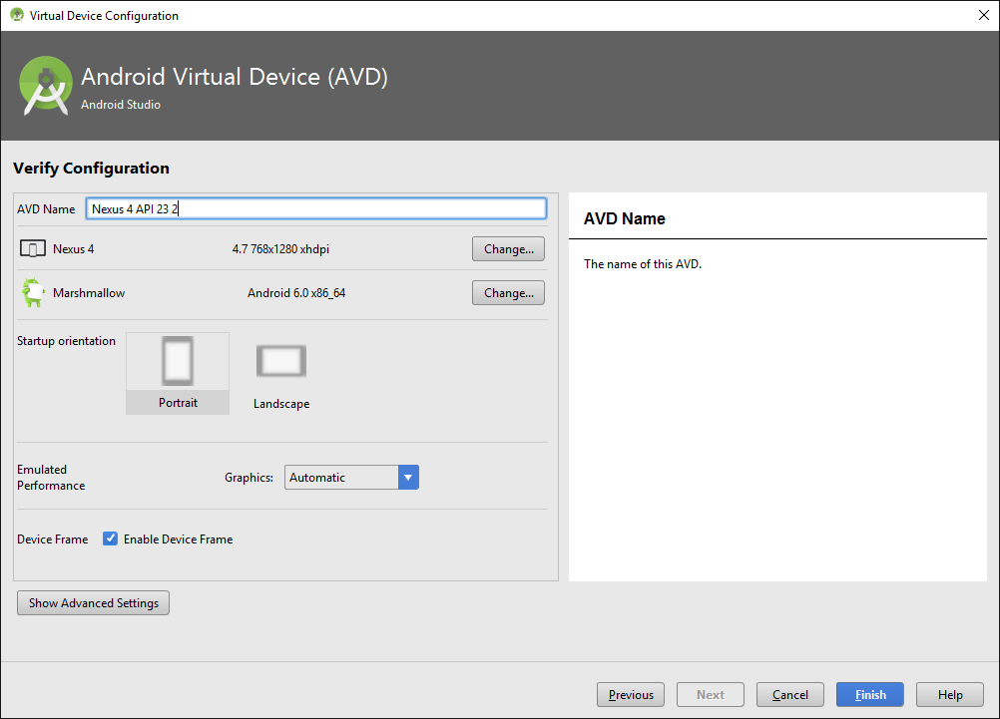 Virtual Device Configuration
Android Virtual Device (AVD)
Android Studio
Verify Configuration
AVD Name Nexus 4 API 23 2
Nexus 4 4.7 768x1280 xhdpi Change...
Marshmallow Android 6.0 x86_64 Change...
Startup orientation
Portrait Landscape
Emulated
Performance
Graphics: Automatic
Device Frame Enable Device Frame
Show Advanced Settings
AVD Name
The name of this AVD.
Previous Next Cancel Finish Help